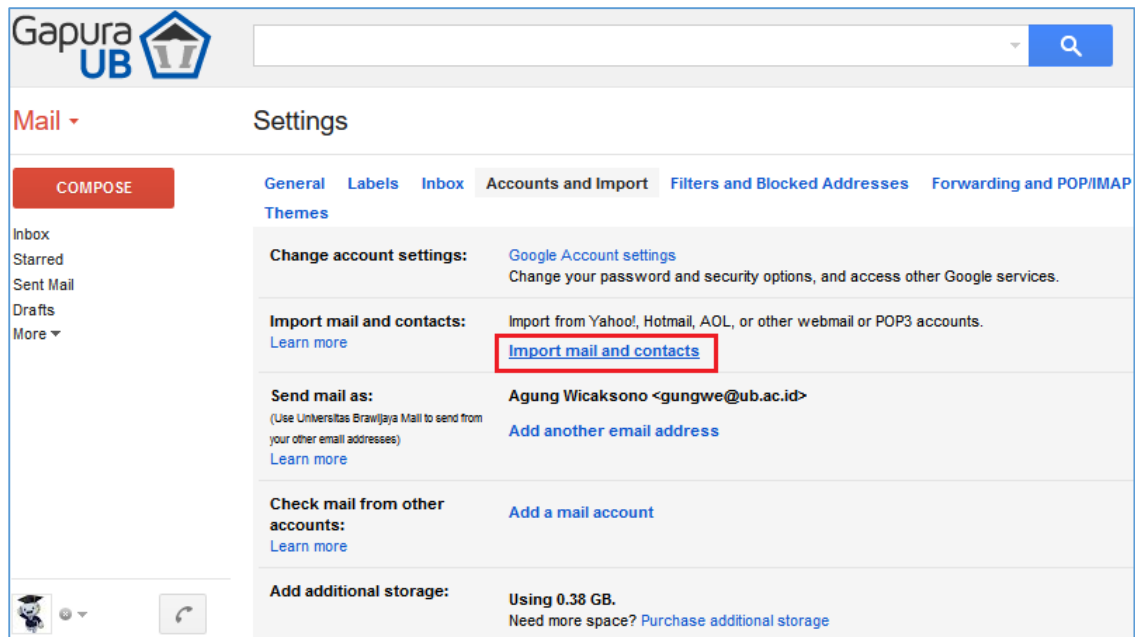 Gapura
UB
Mail
Settings
COMPOSE
General Labels Inbox Accounts and Import Filters and Blocked Addresses Forwarding and POP/IMAP
Themes
Inbox
Starred
Sent Mail
Drafts
More
Change account settings:
Google Account settings
Change your password and security options, and access other Google services.
Import mail and contacts:
Learn more
Import from Yahoo!, Hotmail, AOL, or other webmail or POP3 accounts.
Import mail and contacts
Send mail as:
(Use Universitas Brawijaya Mail to send from
your other email addresses)
Learn more
Agung Wicaksono <gungwe@ub.ac.id>
Add another email address
Check mail from other
accounts:
Learn more
Add a mail account
Add additional storage:
Using 0.38 GB.
Need more space? Purchase additional storage